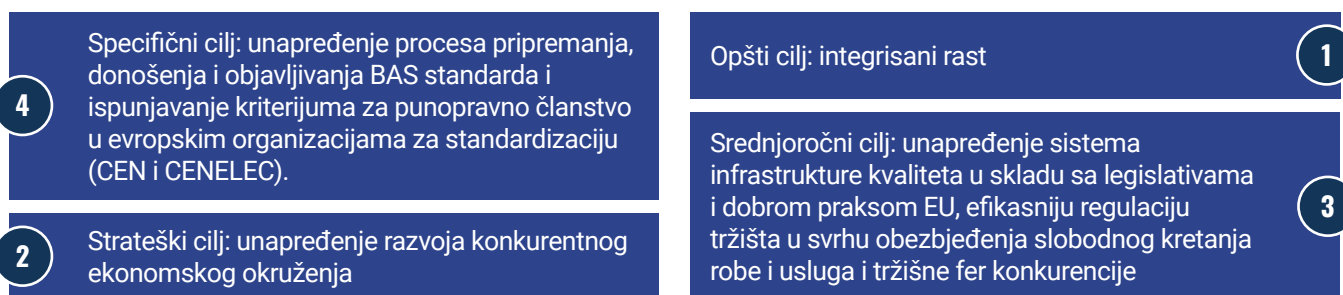 4
Specifični cilj: unapređenje procesa pripremanja,
donošenja i objavljivanja BAS standarda i
ispunjavanje kriterijuma za punopravno članstvo
u evropskim organizacijama za standardizaciju
(CEN i CENELEC).
2
Strateški cilj: unapređenje razvoja konkurentnog
ekonomskog okruženja
Opšti cilj: integrisani rast
1
Srednjoročni cilj: unapređenje sistema
infrastrukture kvaliteta u skladu sa legislativama
i dobrom praksom EU, efikasniju regulaciju
tržišta u svrhu obezbjeđenja slobodnog kretanja
robe i usluga i tržišne fer konkurencije
3